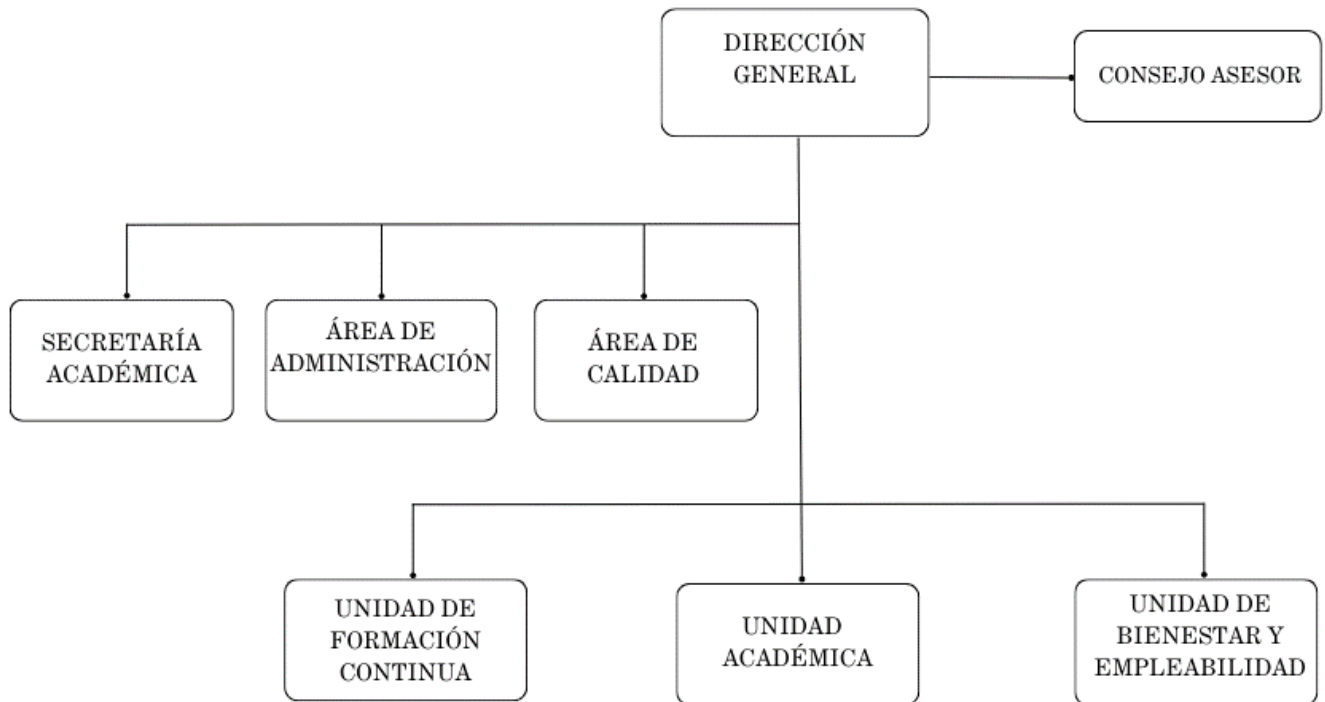 DIRECCIÓN
GENERAL
CONSEJO ASESOR
SECRETARÍA
ACADÉMICA
ÁREA DE
ADMINISTRACIÓN
ÁREA DE
CALIDAD
UNIDAD DE
FORMACIÓN
CONTINUA
UNIDAD
ACADÉMICA
UNIDAD DE
BIENESTAR Y
EMPLEABILIDAD